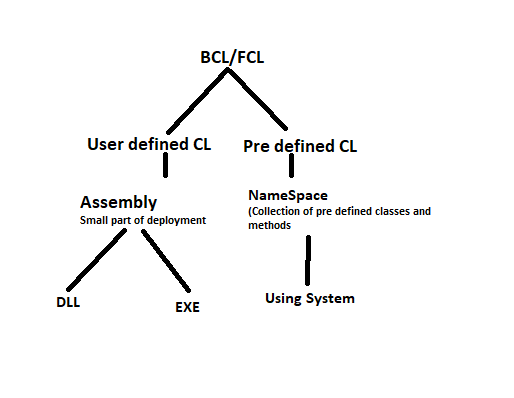 BCL/FCL
User defined CL
Pre defined CL
Assembly
Small part of deployment
NameSpace
(Collection of pre defined classes and
methods
DLL
EXE
Using System